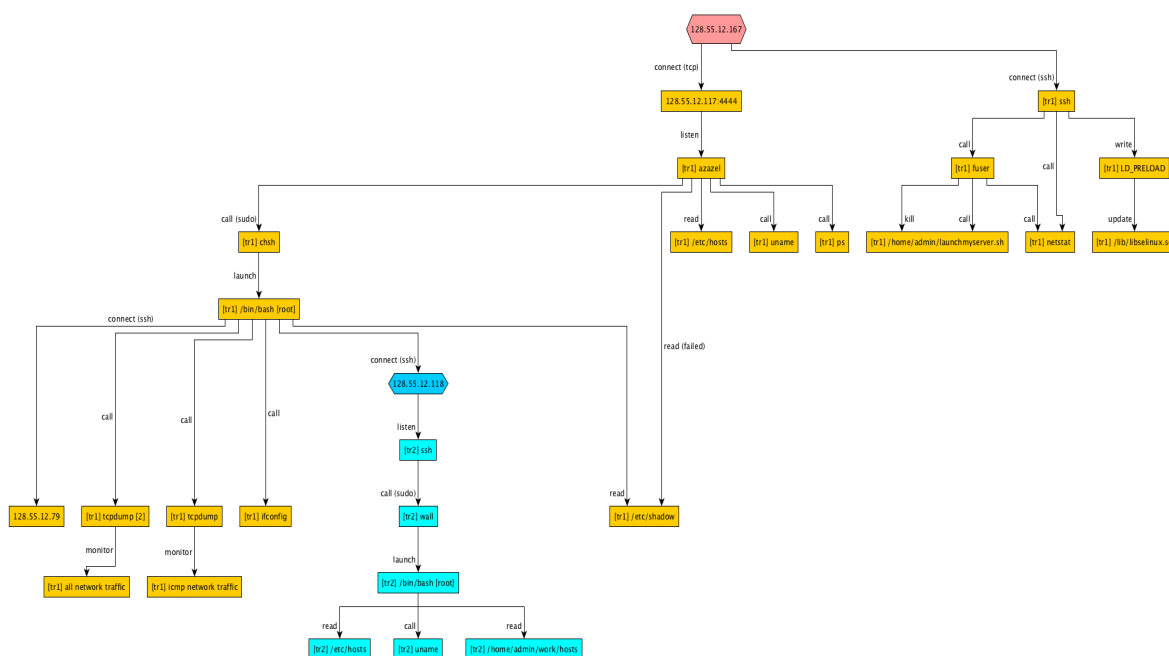 128.55.12.167
connect (tcp)
connect (ssh)
128.55.12.117:4444
[tr1] ssh
listen
call
call
write
[tr1] azazel
[tr1] fuser
[tr1] LD_PRELOAD
call (sudo)
read
call
call
kill
call
call
update
[tr1] chsh
[tr1] /etc/hosts
[tr1] uname
[tr1] ps
[tr1] /home/admin/launchmyserver.sh
[tr1] netstat
[tr1] /lib/libselinux.s
launch
[tr1] /bin/bash [root]
connect (ssh)
read (failed)
connect (ssh)
128.55.12.118
call
call
call
listen
[tr2] ssh
call (sudo)
read
128.55.12.79
[tr1] tcpdump [2]
[tr1] tcpdump
[tr1] ifconfig
[tr2] wall
[tr1] /etc/shadow
monitor
monitor
launch
[tr1] all network traffic
[tr1] icmp network traffic
[tr2] /bin/bash [root]
read
call
read
[tr2] /etc/hosts
[tr2] uname
[tr2] /home/admin/work/hosts